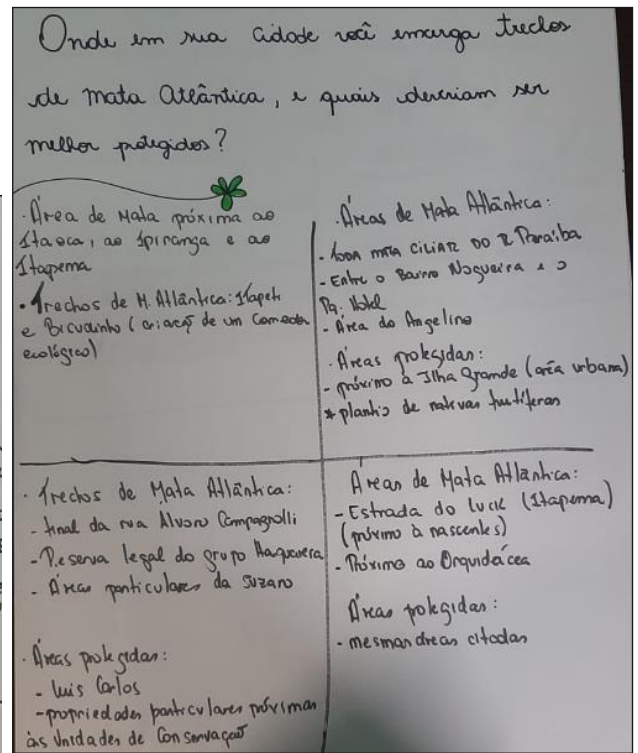 Onde em sua cidade você enxerga trechos
de Mata Atlântica, e quais deveriam ser
melhor protegidos?
· Área de Mata próxima ao
Itaoca, ao Ipiranga e ao
Itapema
· Trechos de M. Atlântica: Itapeti
e Bicudinho (criação de um Corredor
ecológico)
· Áreas de Mata Atlântica:
- toda mata ciliar do R Paraíba
- Entre o Bairro Nogueira e o
Pq. Hotel
- Área do Angelino
· Áreas protegidas:
- próximo à Ilha Grande (área urbana)
* plantio de nativas frutíferas
· Trechos de Mata Atlântica:
- final da rua Alvaro Campagnolli
- Reserva legal do grupo
- Áreas particulares da Suzano
· Áreas protegidas:
- Luis Carlos
- propriedades particulares próximas
às Unidades de Conservação
Áreas de Mata Atlântica:
- Estrada do (Itapema)
(próximo à nascentes)
- Próximo ao Orquidácea
Áreas protegidas:
- mesmas áreas citadas